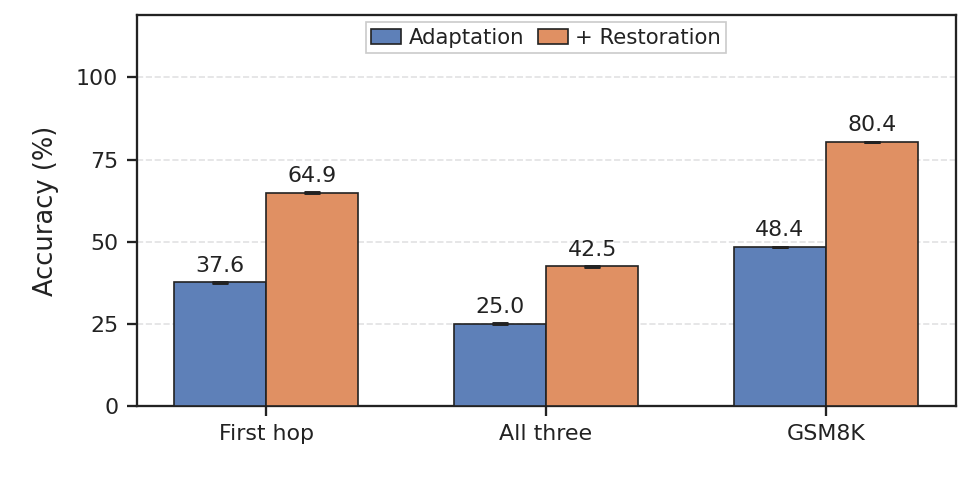 Adaptation + Restoration
Accuracy (%)
100
75
50
25
0
37.6
64.9
25.0
42.5
48.4
80.4
First hop
All three
GSM8K